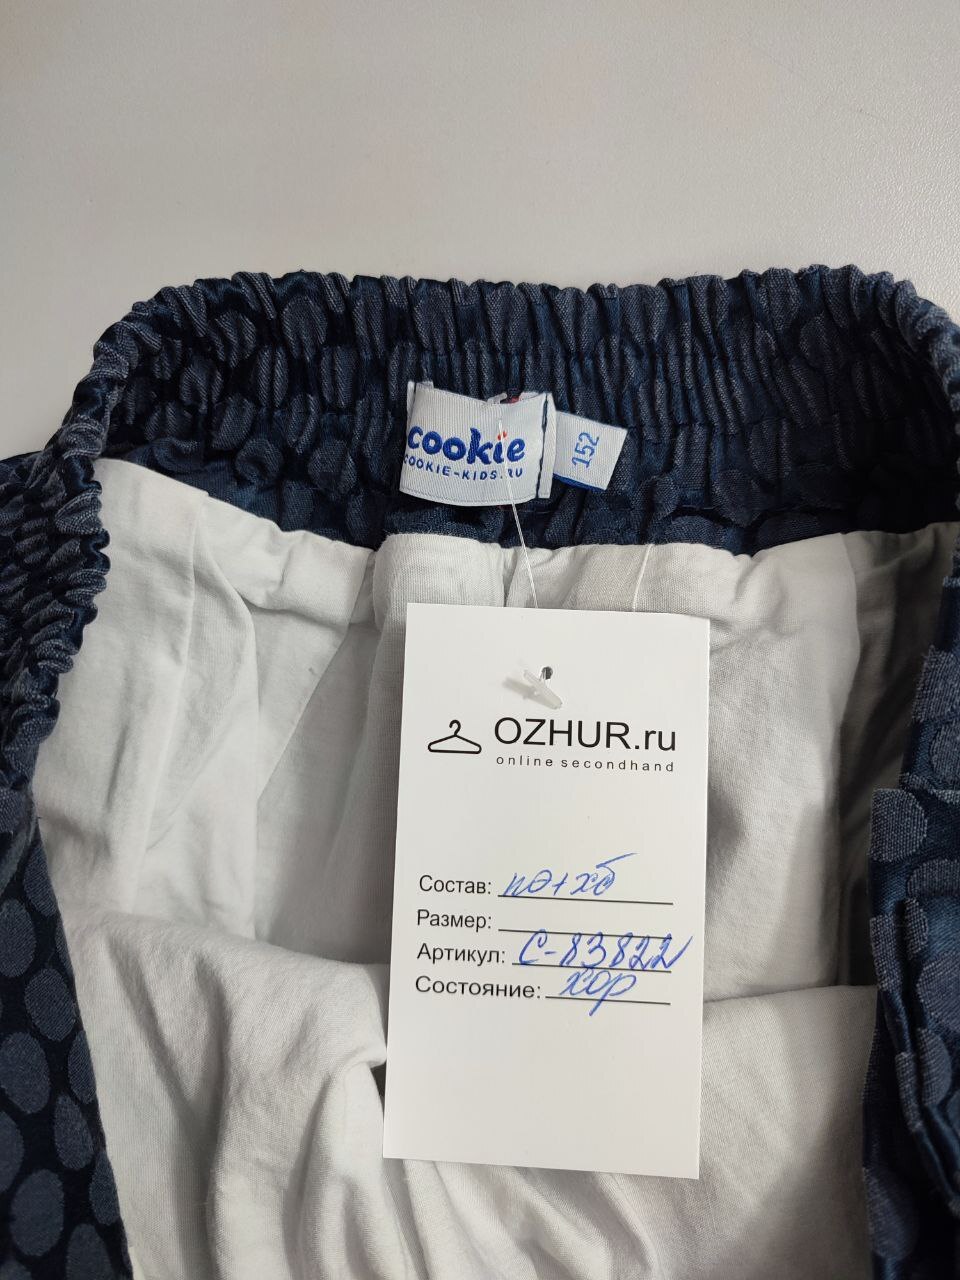 cookie
COOKIE-KIDS.RU
152
OZHUR.ru
online secondhand
Состав: пэ+хб
Размер:
Артикул: С-83822
Состояние: хор